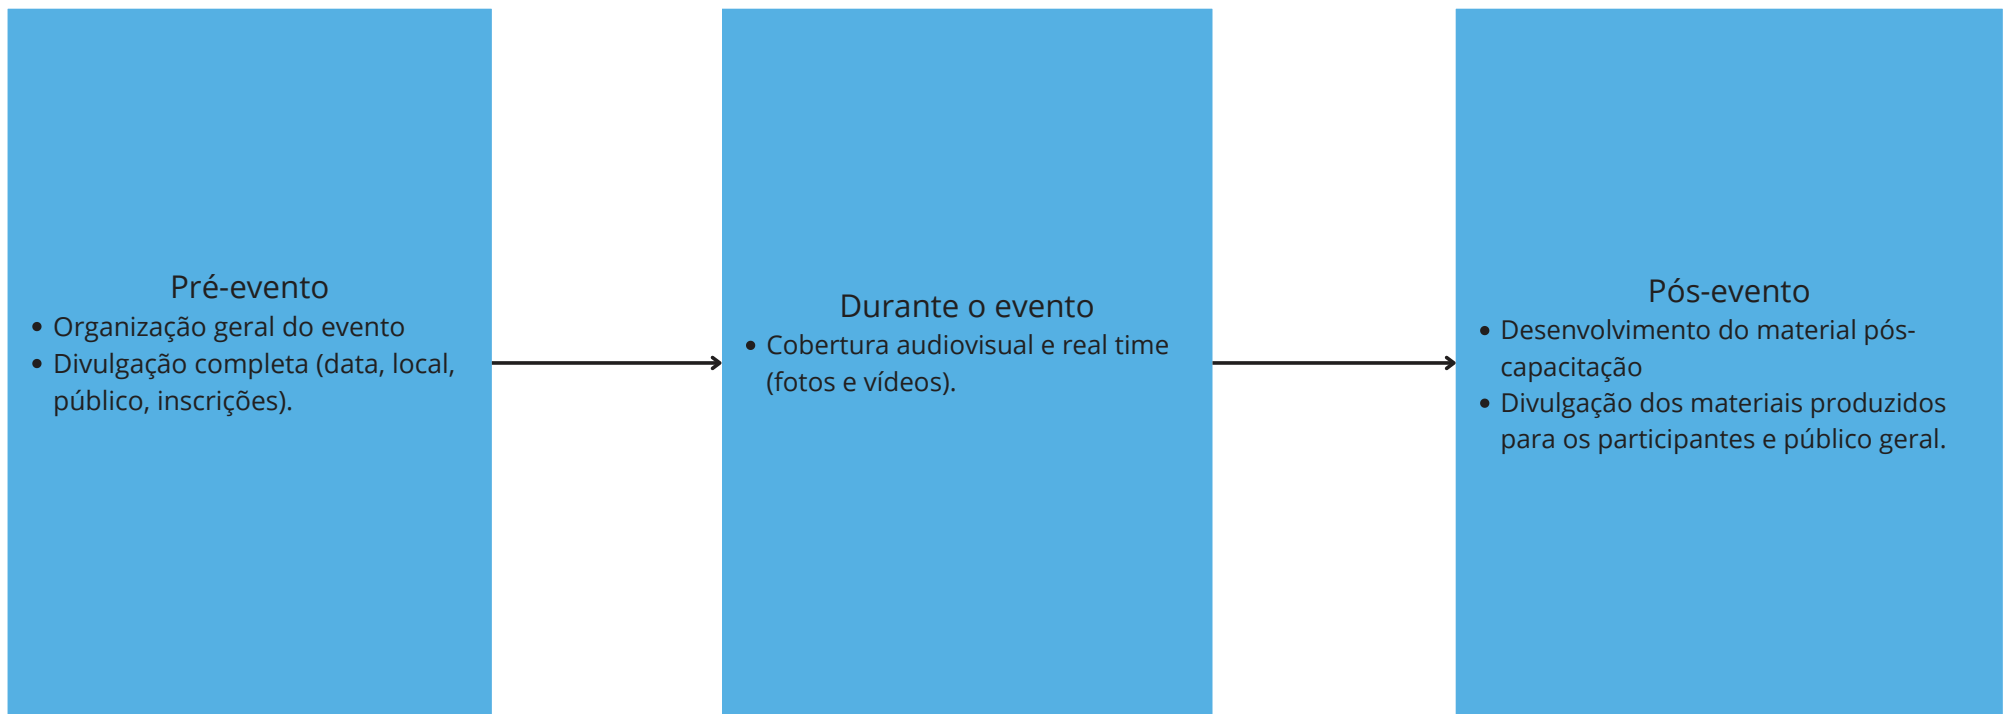 Pré-evento
• Organização geral do evento
• Divulgação completa (data, local,
público, inscrições).
Durante o evento
• Cobertura audiovisual e real time
(fotos e vídeos).
Pós-evento
• Desenvolvimento do material pós-
capacitação
• Divulgação dos materiais produzidos
para os participantes e público geral.